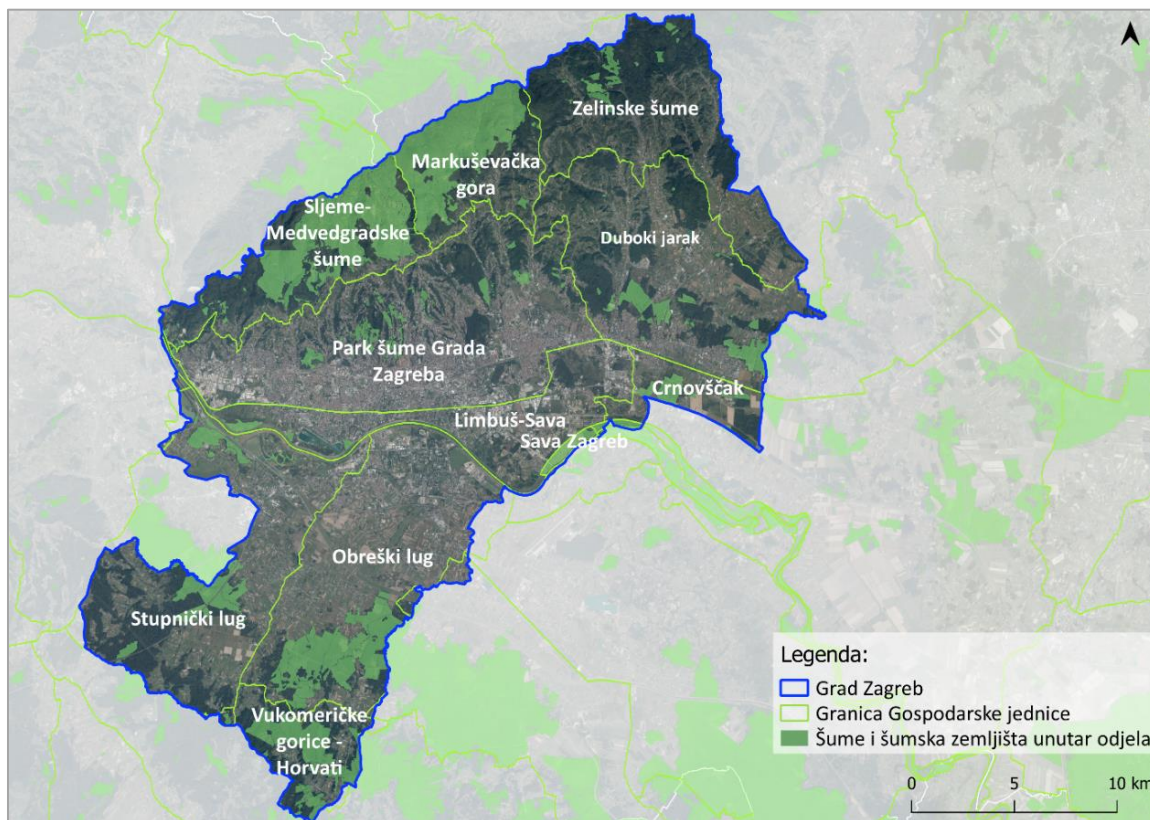 Zelinske šume
Markuševačka
gora
Sljeme-
Medvedgradske
šume
Duboki jarak
Park šume Grada
Zagreba
Crnovščak
Limbuš-Sava
Sava Zagreb
Obreški lug
Stupnički lug
Vukomeričke
gorice -
Horvati
Legenda:
Grad Zagreb
Granica Gospodarske jednice
Šume i šumska zemljišta unutar odjela
0 5 10 km